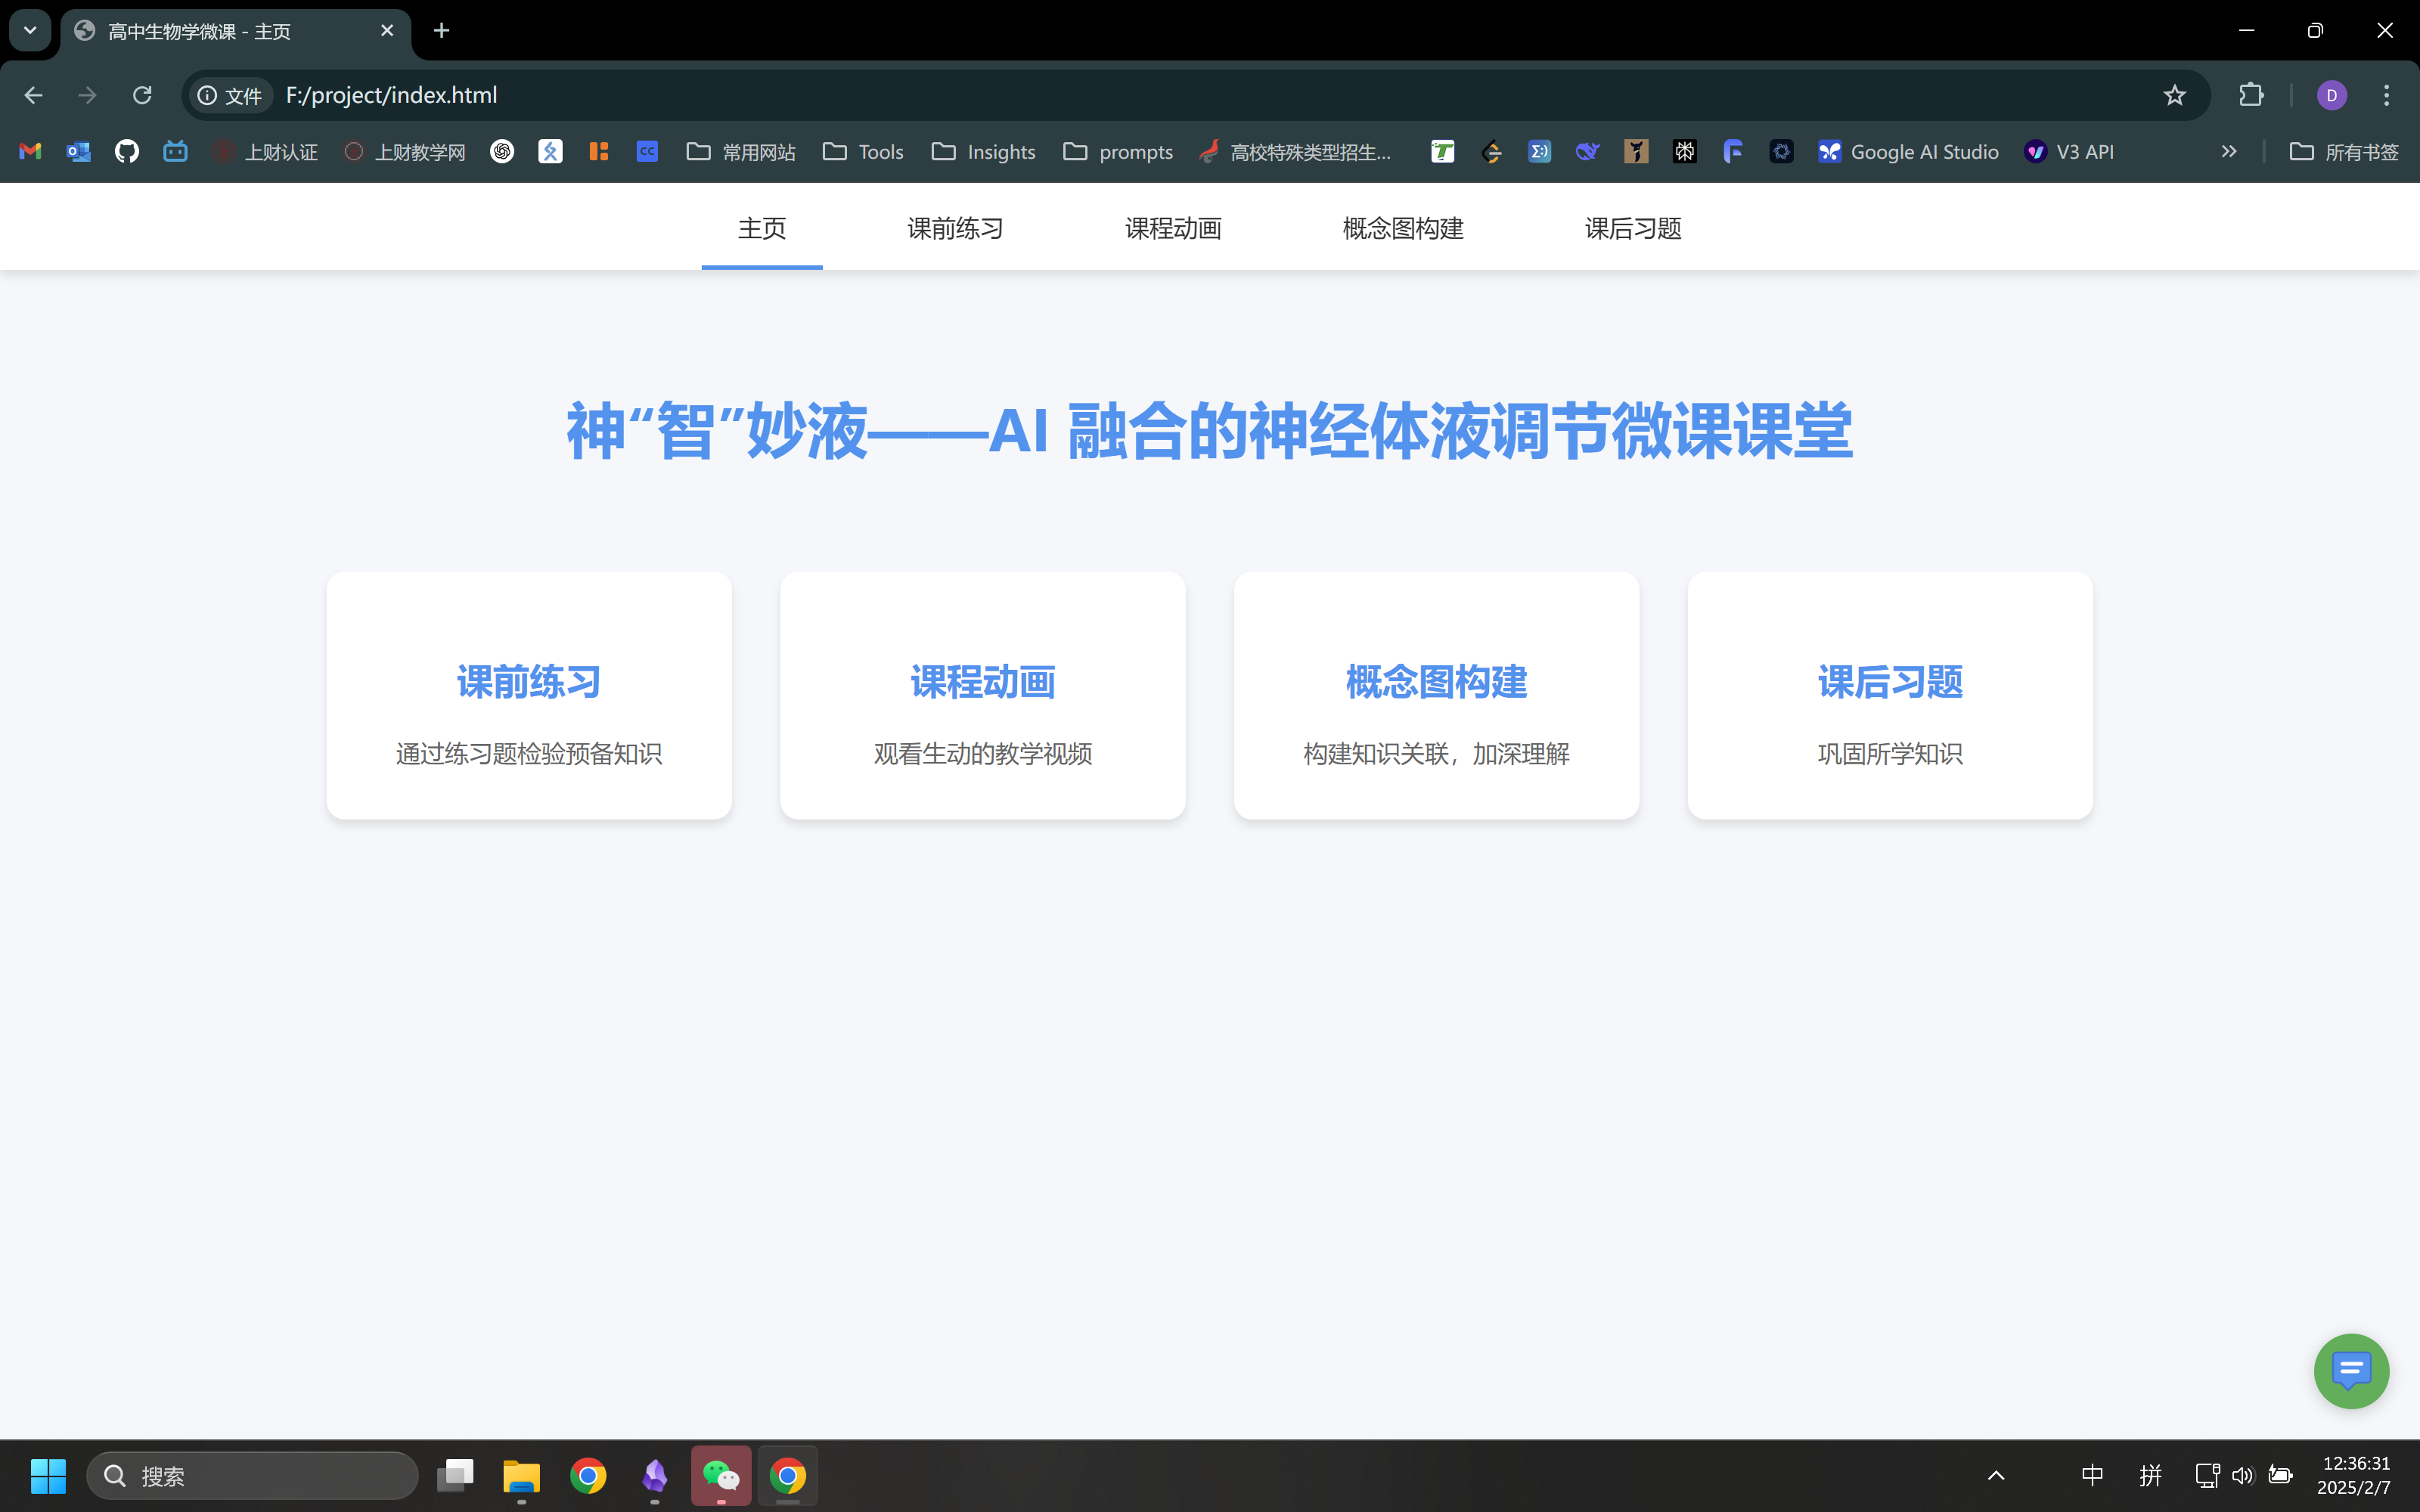 高中生物学微课 - 主页
文件 F:/project/index.html D
上财认证 上财教学网 CC 常用网站 Tools Insights prompts 高校特殊类型招生... Σ:) Google AI Studio V3 API 所有书签
主页 课前练习 课程动画 概念图构建 课后习题
神“智”妙液——AI 融合的神经体液调节微课课堂
课前练习 课程动画 概念图构建 课后习题
通过练习题检验预备知识 观看生动的教学视频 构建知识关联，加深理解 巩固所学知识
搜索 中 拼 12:36:31
2025/2/7